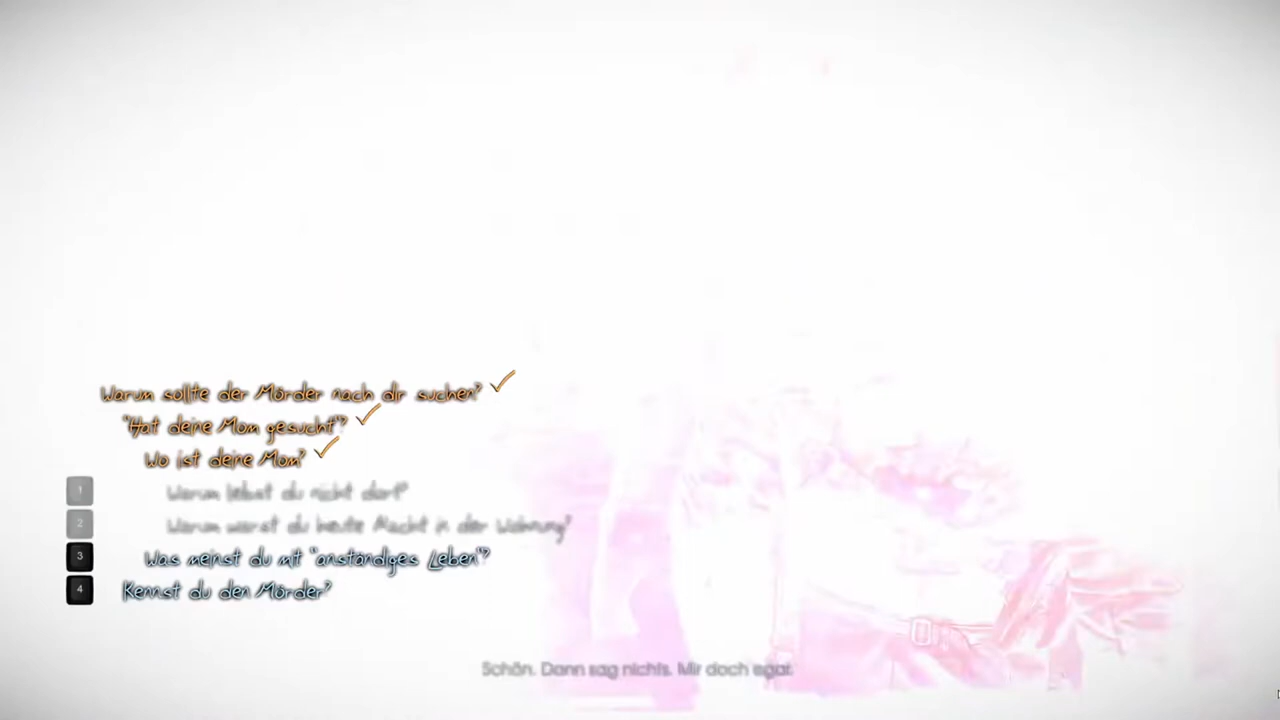 Warum sollte der Mörder nach dir suchen?
"Hat deine Mom gesucht"?
Wo ist deine Mom?
1 Warum lebst du nicht dort?
2 Warum warst du heute Nacht in der Wohnung?
3 Was meinst du mit "anständiges Leben"?
4 Kennst du den Mörder?
Schön. Dann sag nichts. Mir doch egal.